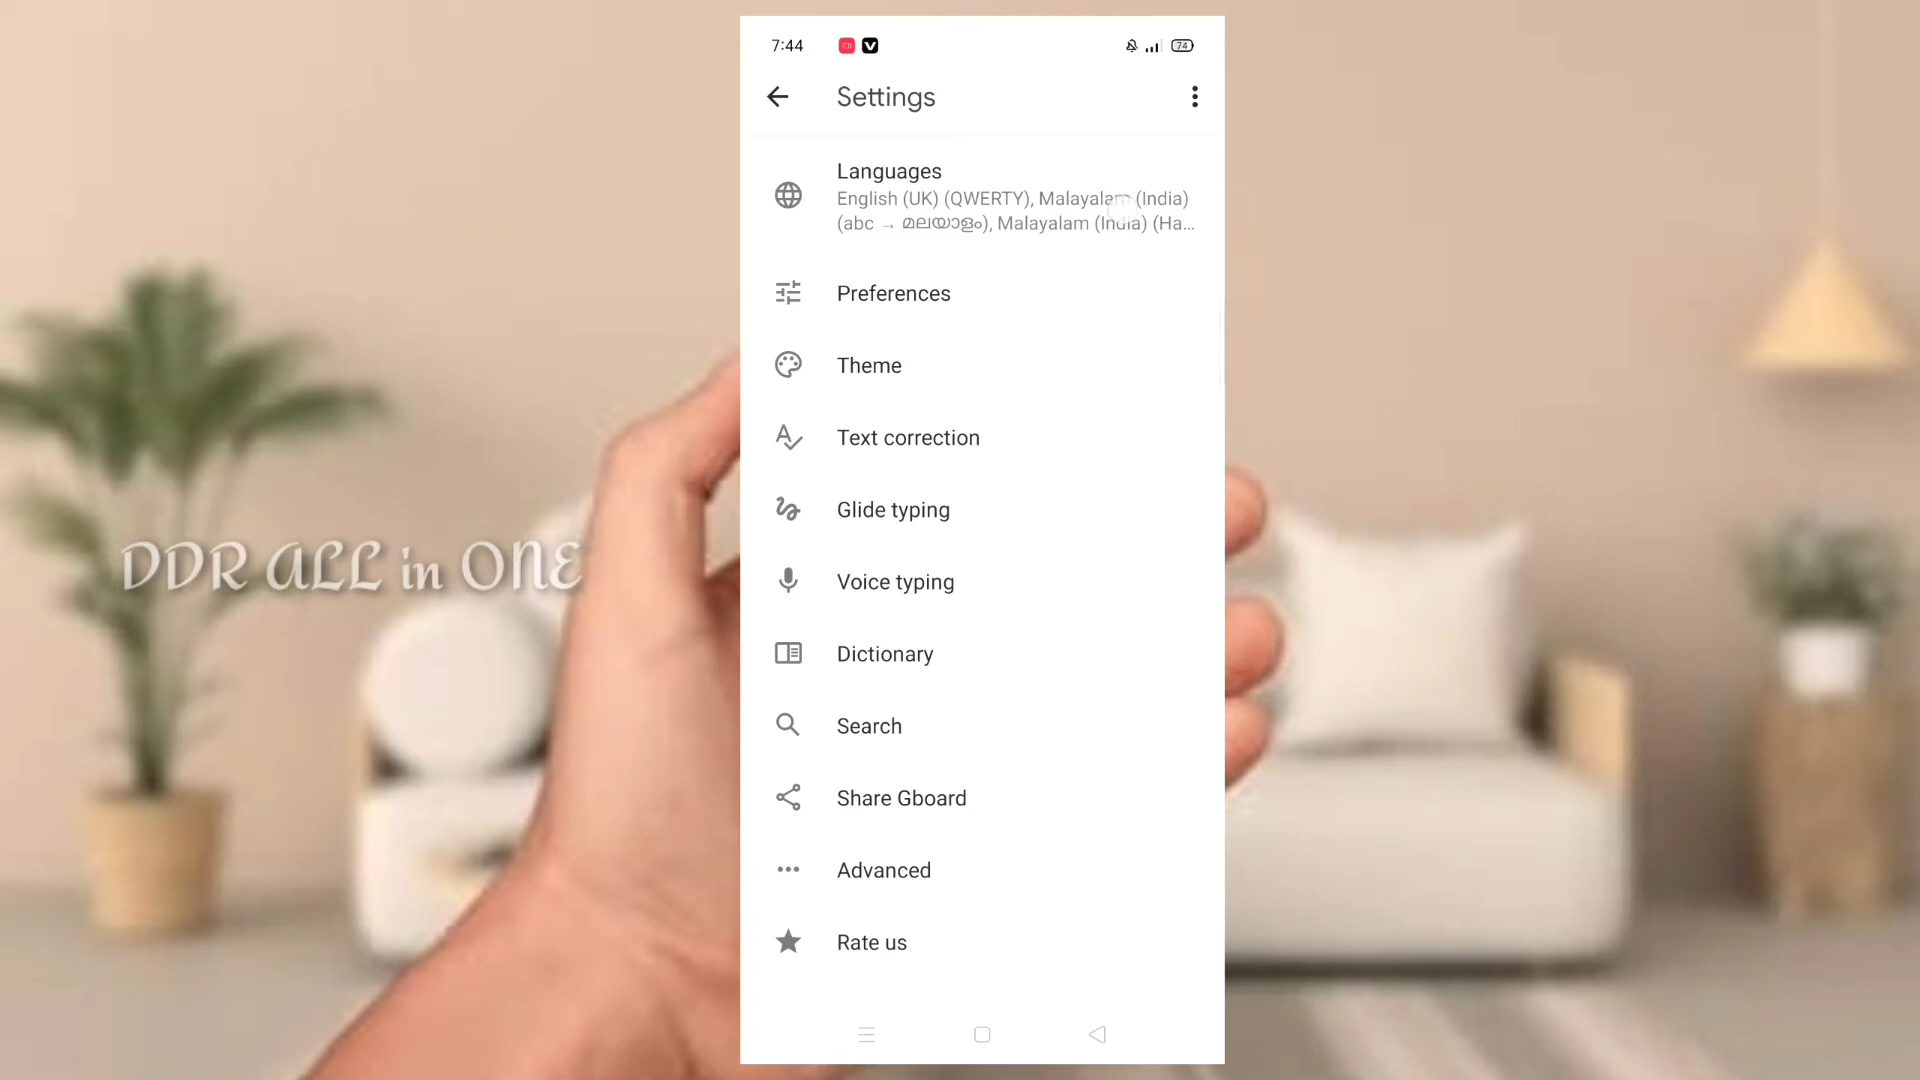 7:44
74
Settings
Languages
English (UK) (QWERTY), Malayalam (India)
(abc → മലയാളം), Malayalam (India) (Ha...
Preferences
Theme
Text correction
Glide typing
Voice typing
Dictionary
Search
Share Gboard
Advanced
Rate us
DDR ALL in ONE